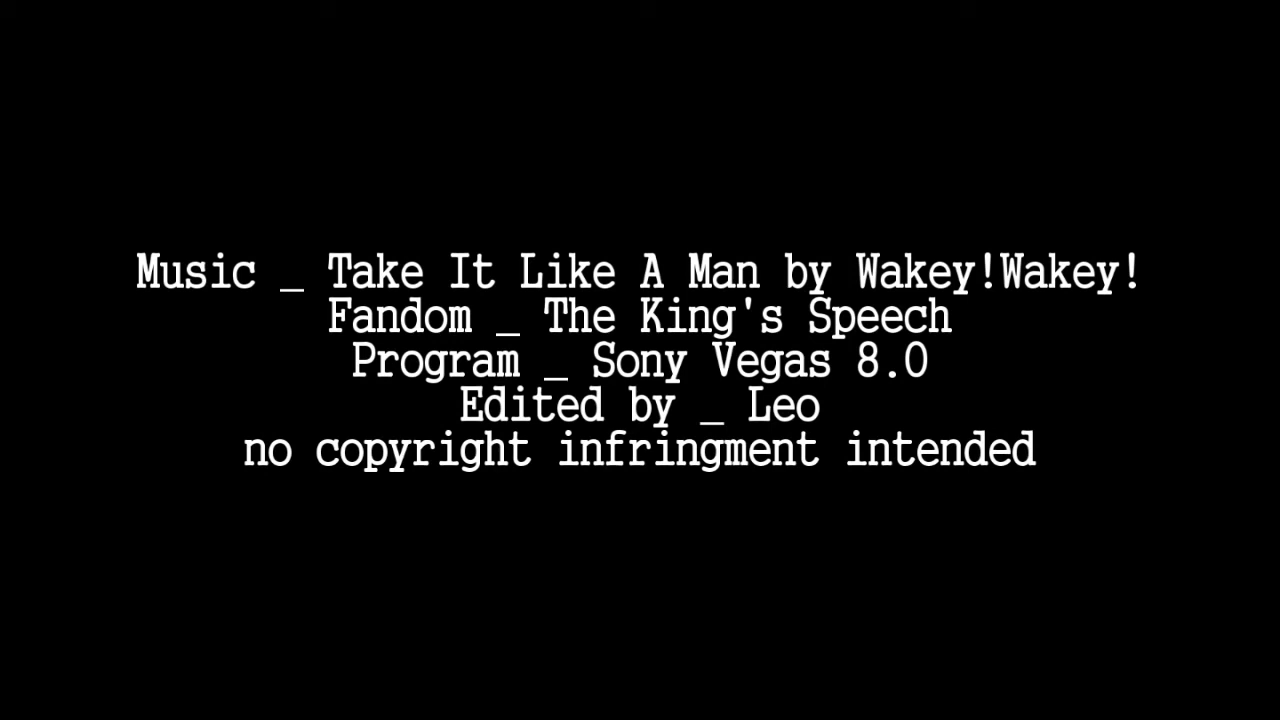 Music _ Take It Like A Man by Wakey!Wakey!
Fandom _ The King's Speech
Program _ Sony Vegas 8.0
Edited by _ Leo
no copyright infringment intended